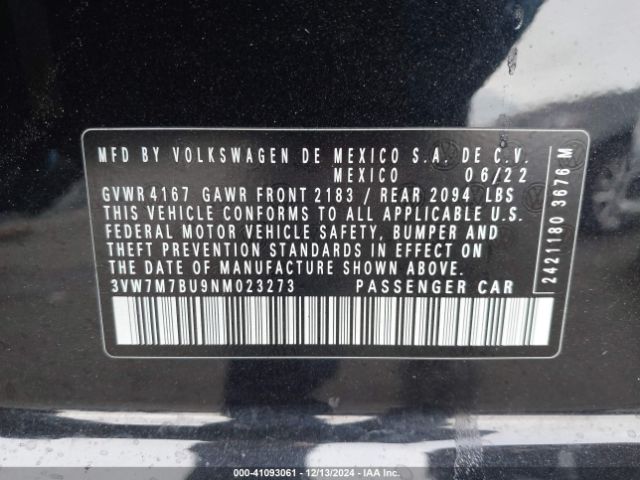 MFD BY VOLKSWAGEN DE MEXICO S.A. DE C.V.
MEXICO 06/22
GVWR 4167 GAWR FRONT 2183 / REAR 2094 LBS
THIS VEHICLE CONFORMS TO ALL APPLICABLE U.S.
FEDERAL MOTOR VEHICLE SAFETY, BUMPER AND
THEFT PREVENTION STANDARDS IN EFFECT ON
THE DATE OF MANUFACTURE SHOWN ABOVE.
3VW7M7BU9NM023273 PASSENGER CAR
2421180 3676 M
000-41093061 - 12/13/2024 - IAA Inc.